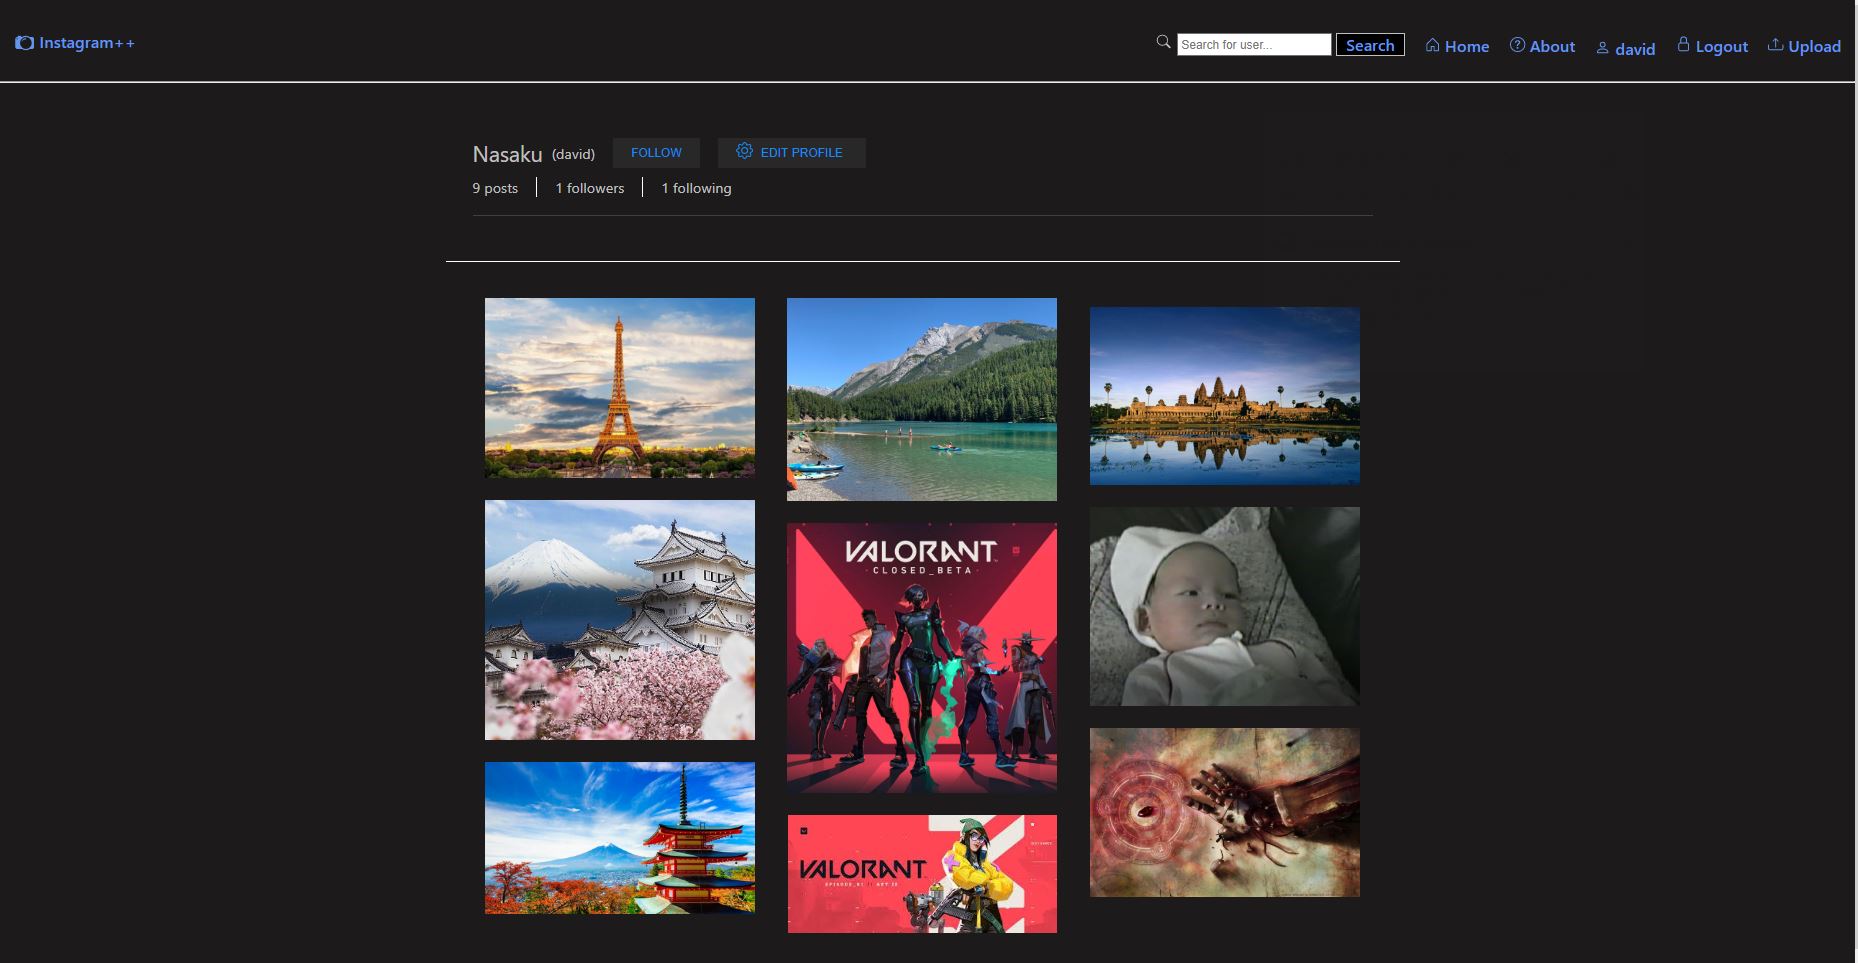 Instagram++
Search for user...
Search
Home
About
david
Logout
Upload
Nasaku (david)
FOLLOW
EDIT PROFILE
9 posts
1 followers
1 following
VALORANT
CLOSED_BETA
VALORANT
EPISODE_01 // ACT 02